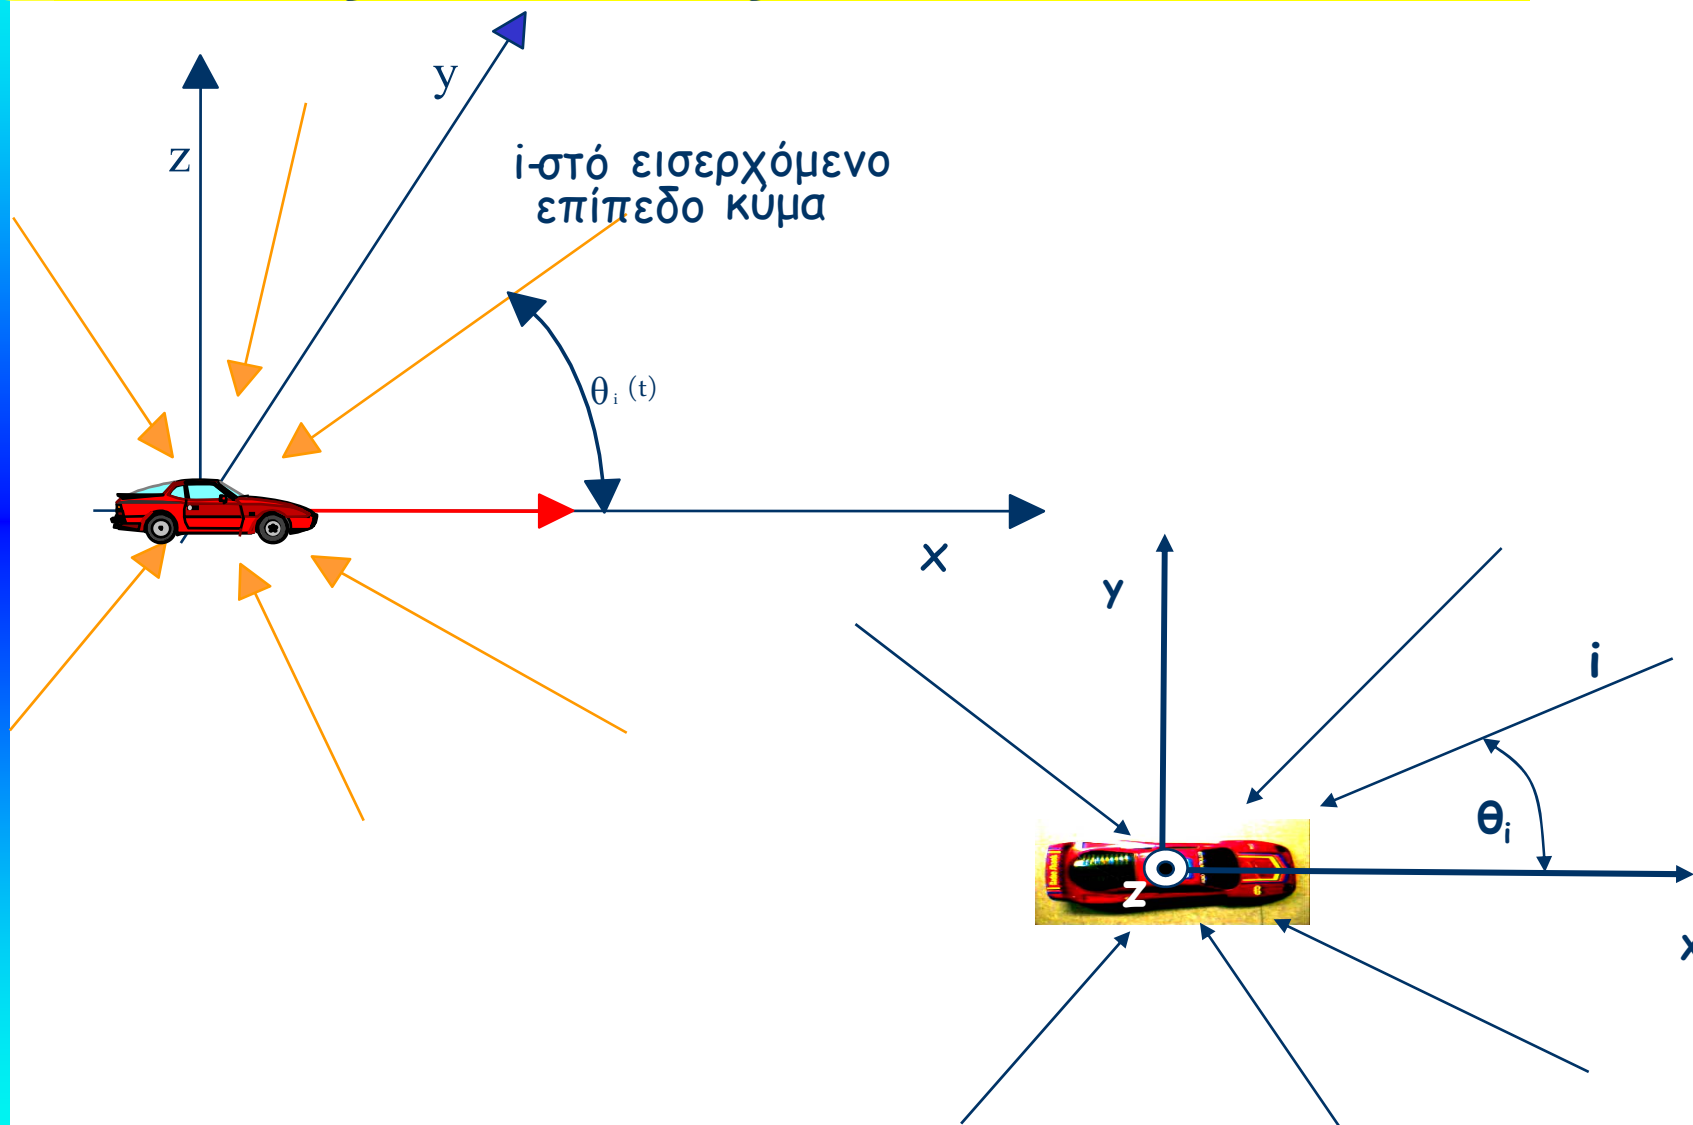 y
z
i-στό εισερχόμενο
επίπεδο κύμα
θi (t)
x
y
i
θi
z
x